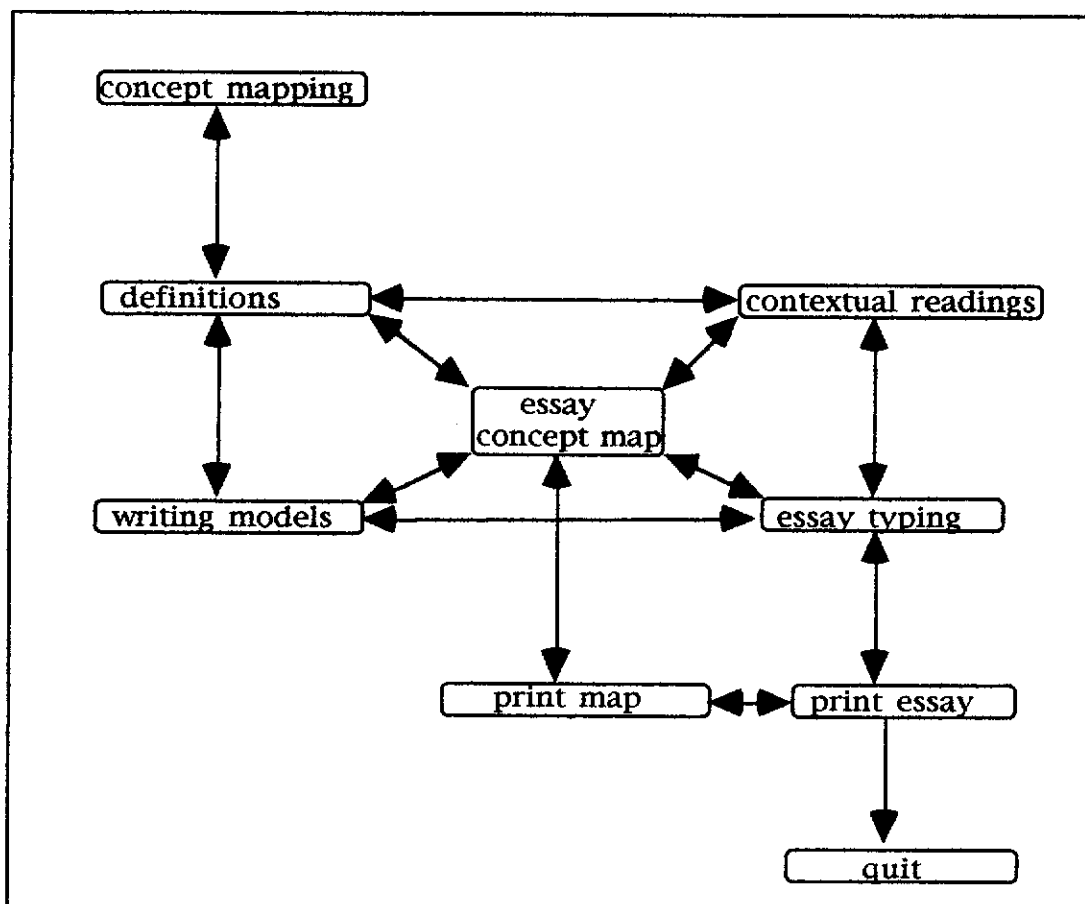 concept mapping
definitions
contextual readings
essay
concept map
writing models
essay typing
print map
print essay
quit